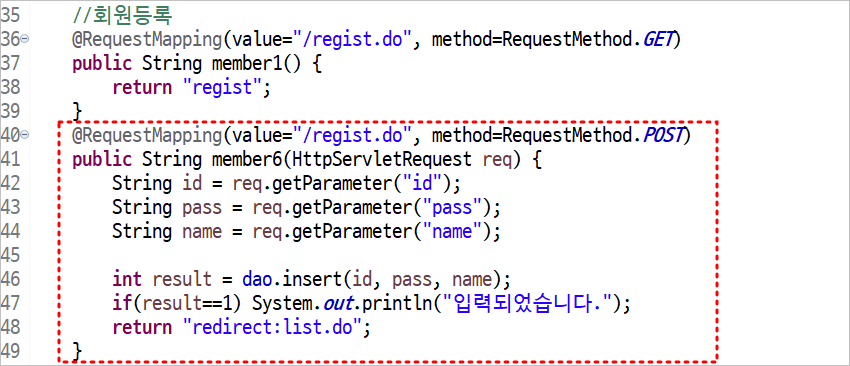 35 //회원등록
36 @RequestMapping(value="/regist.do", method=RequestMethod.GET)
37 public String member1() {
38 return "regist";
39 }
40 @RequestMapping(value="/regist.do", method=RequestMethod.POST)
41 public String member6(HttpServletRequest req) {
42 String id = req.getParameter("id");
43 String pass = req.getParameter("pass");
44 String name = req.getParameter("name");
45
46 int result = dao.insert(id, pass, name);
47 if(result==1) System.out.println("입력되었습니다.");
48 return "redirect:list.do";
49 }